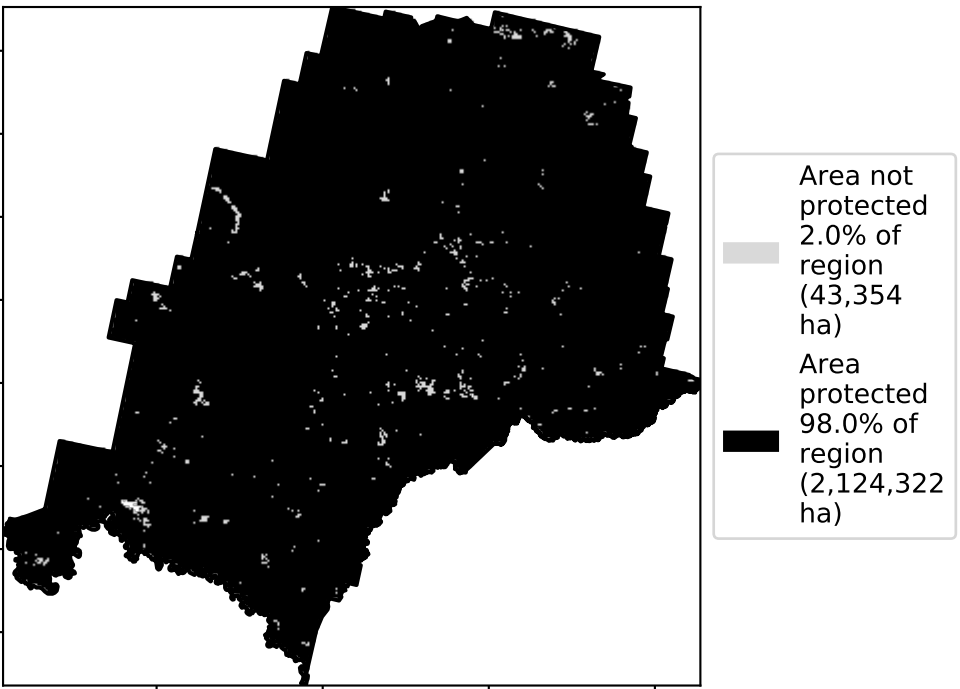 Area not
protected
2.0% of
region
(43,354
ha)
Area
protected
98.0% of
region
(2,124,322
ha)